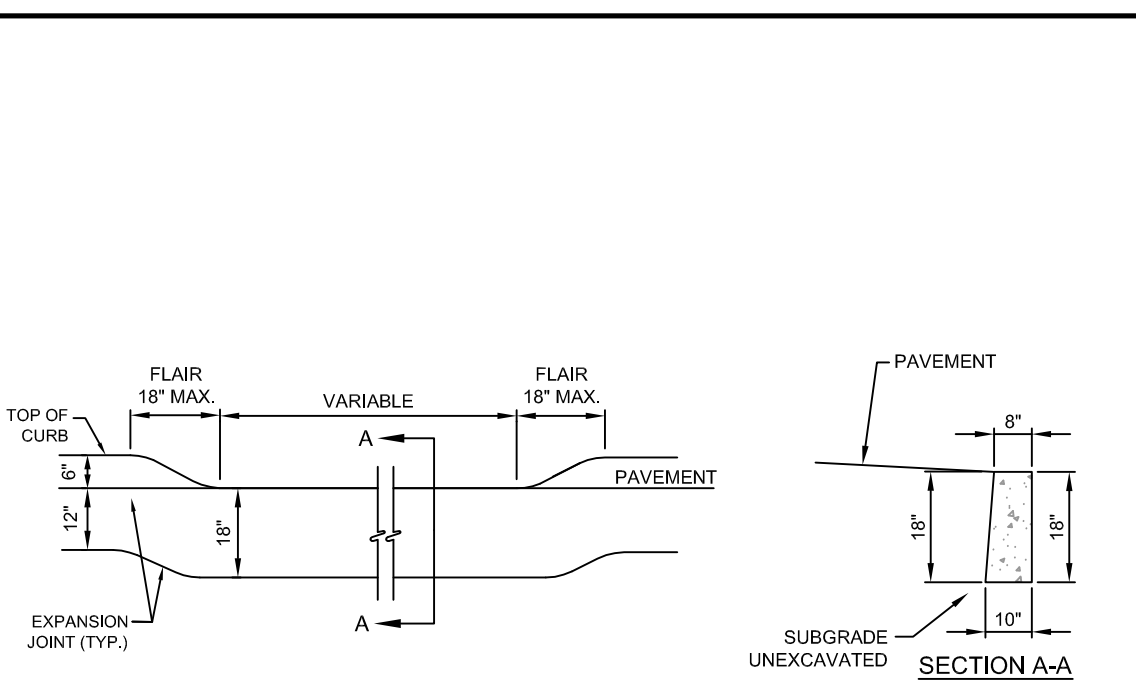 FLAIR
18" MAX.
VARIABLE
FLAIR
18" MAX.
TOP OF
CURB
6"
12"
18"
A
A
PAVEMENT
EXPANSION
JOINT (TYP.)
PAVEMENT
8"
18"
18"
10"
SUBGRADE
UNEXCAVATED
SECTION A-A